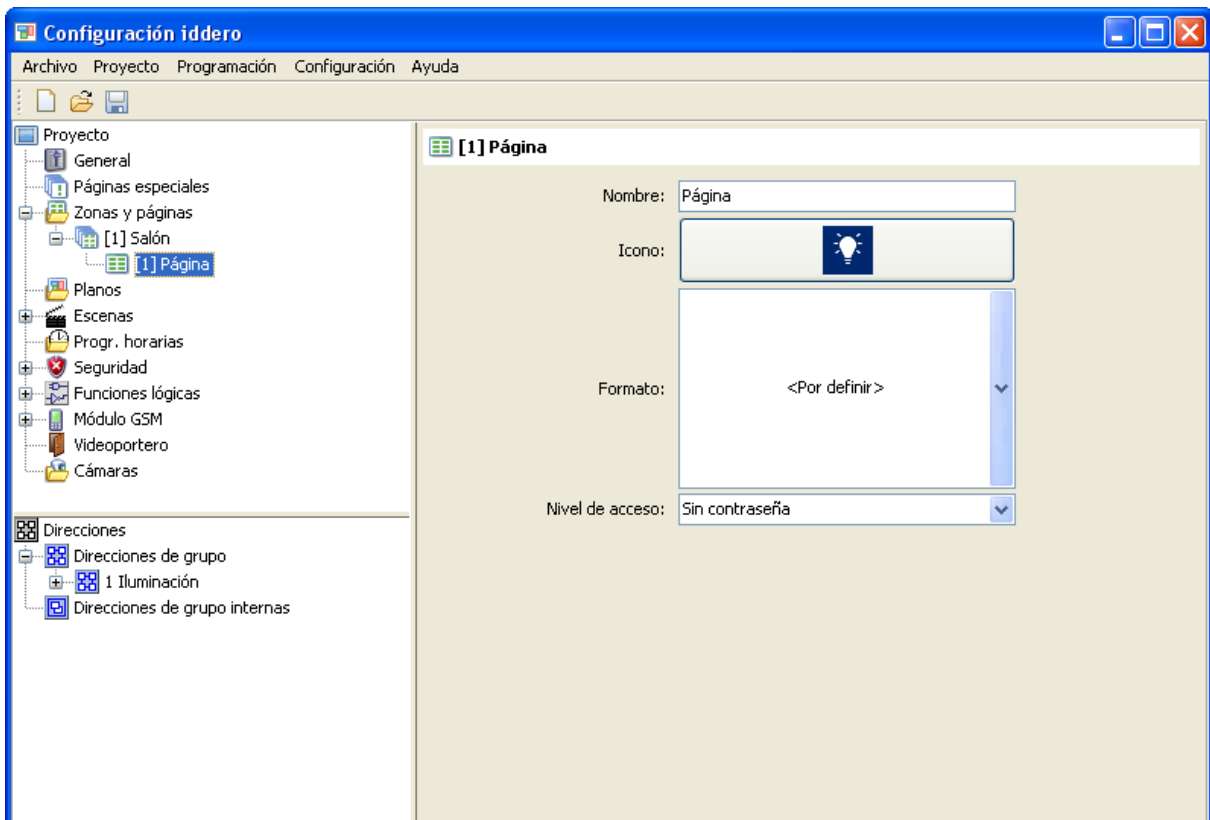 Configuración iddero
Archivo Proyecto Programación Configuración Ayuda
Proyecto
General
Páginas especiales
Zonas y páginas
[1] Salón
[1] Página
Planos
Escenas
Progr. horarias
Seguridad
Funciones lógicas
Módulo GSM
Videoportero
Cámaras
Direcciones
Direcciones de grupo
1 Iluminación
Direcciones de grupo internas
[1] Página
Nombre: Página
Icono:
Formato: <Por definir>
Nivel de acceso: Sin contraseña